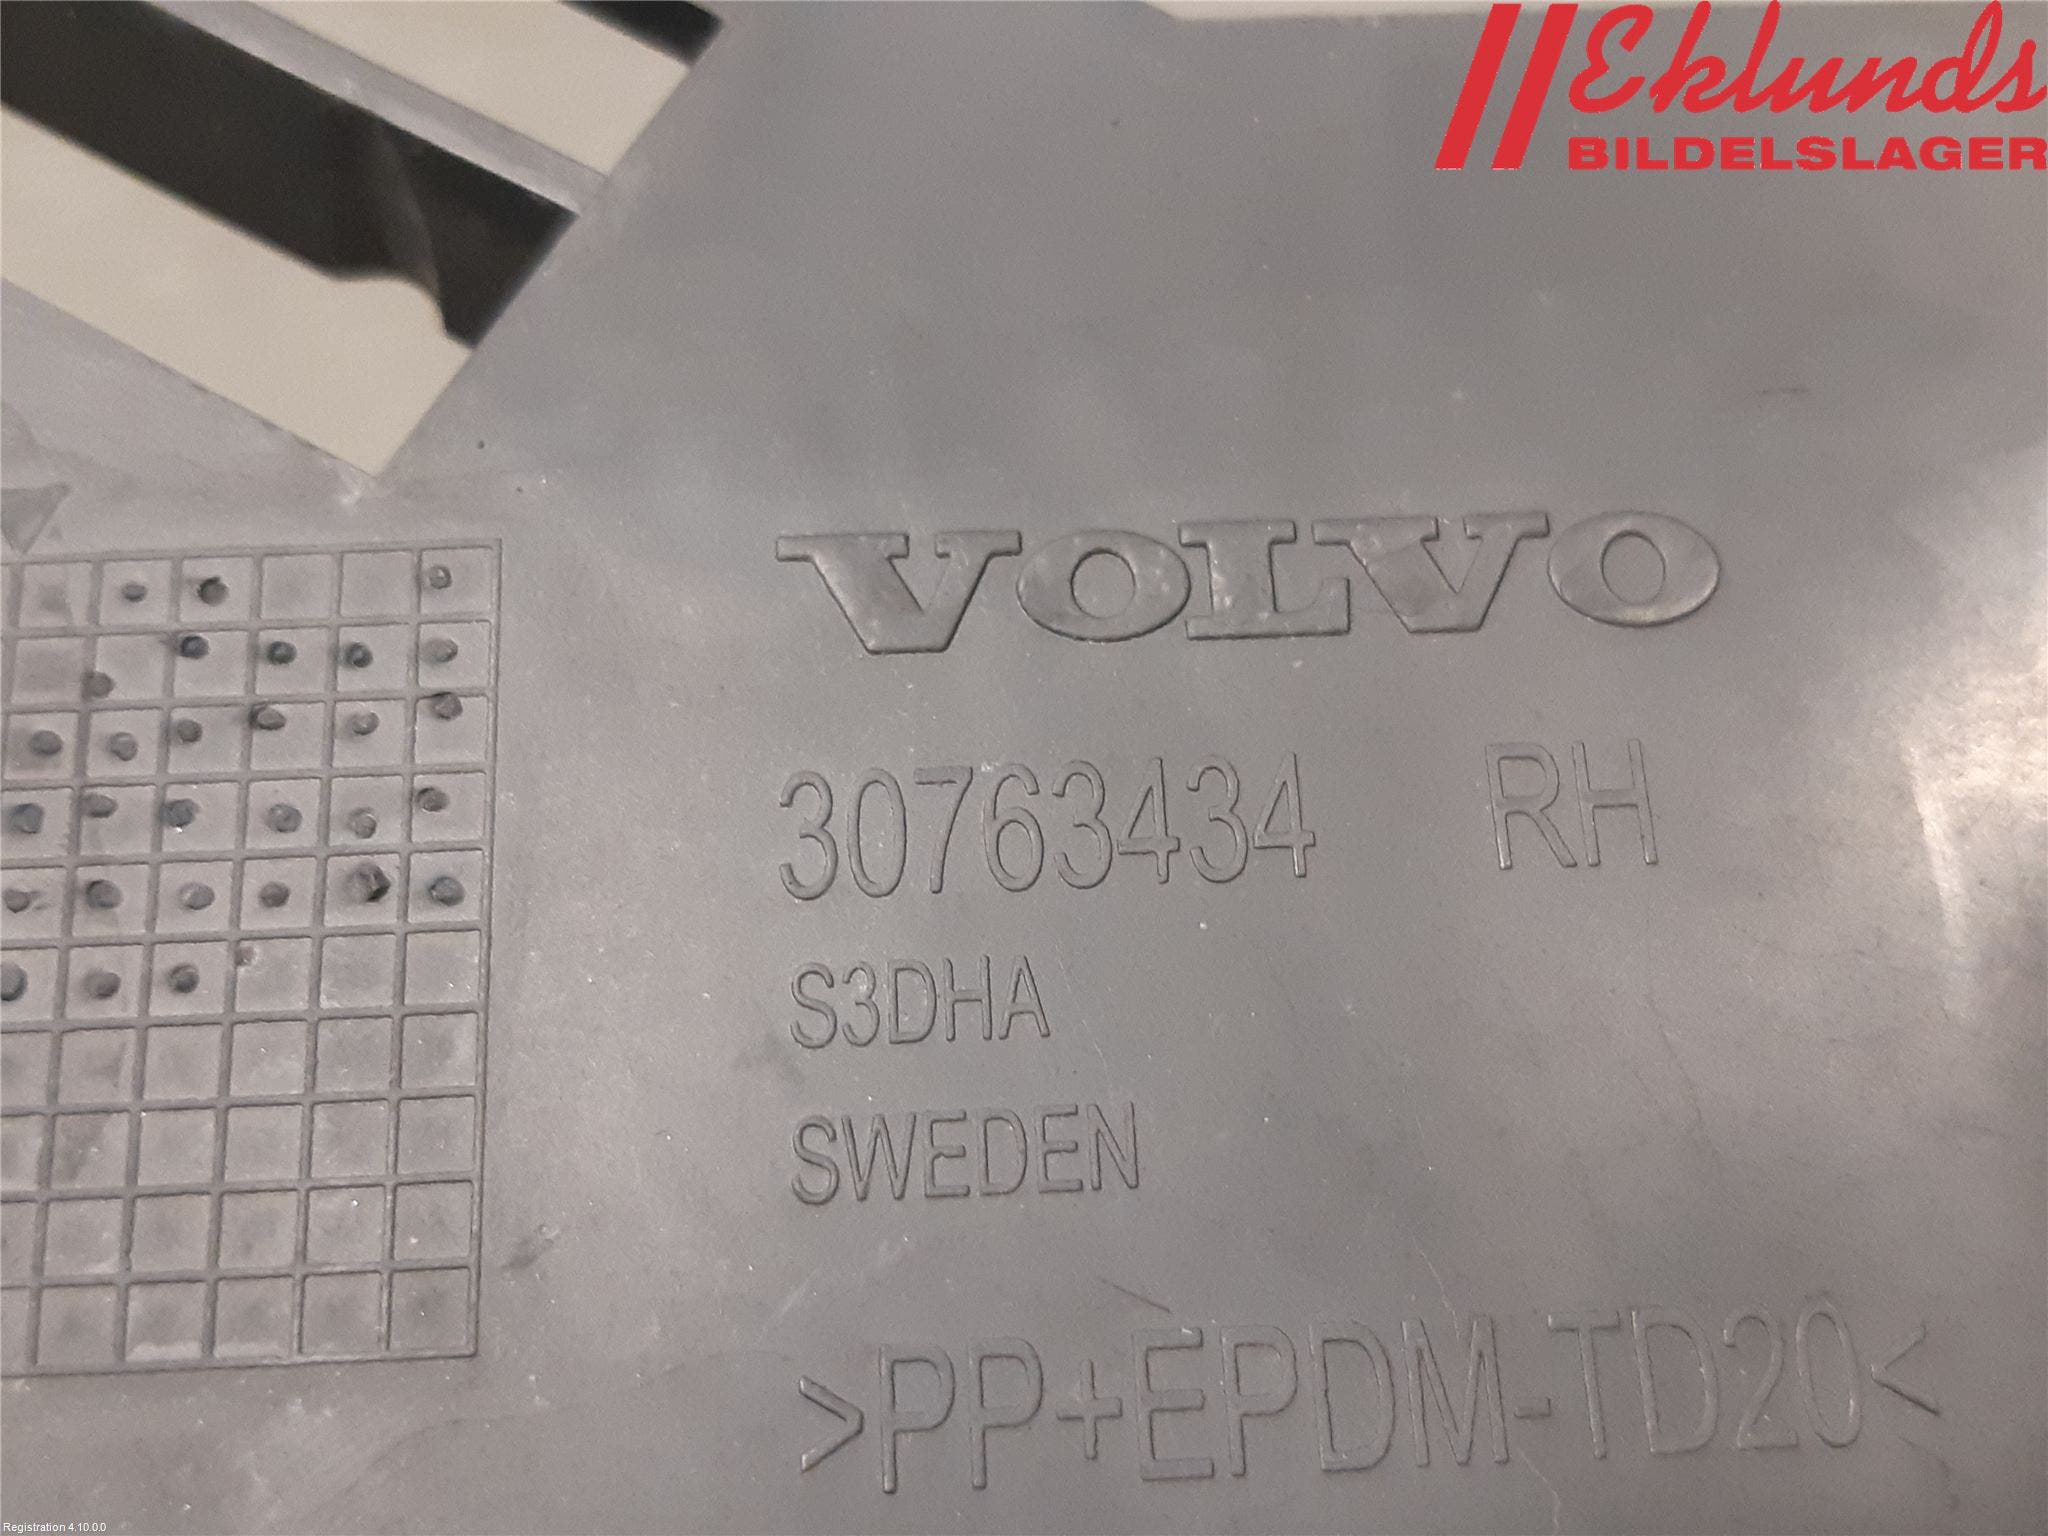 Eklunds
BILDELSLAGER
VOLVO
30763434 RH
S3DHA
SWEDEN
>PP+EPDM-TD20<
Registration 4.10.0.0